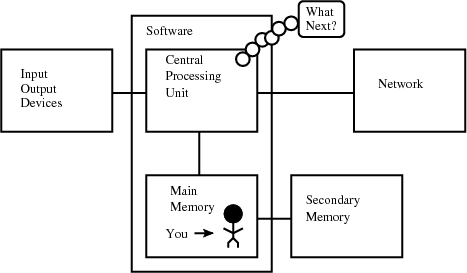 What
Next?
Software
Input
Output
Devices
Central
Processing
Unit
Network
Main
Memory
You
Secondary
Memory